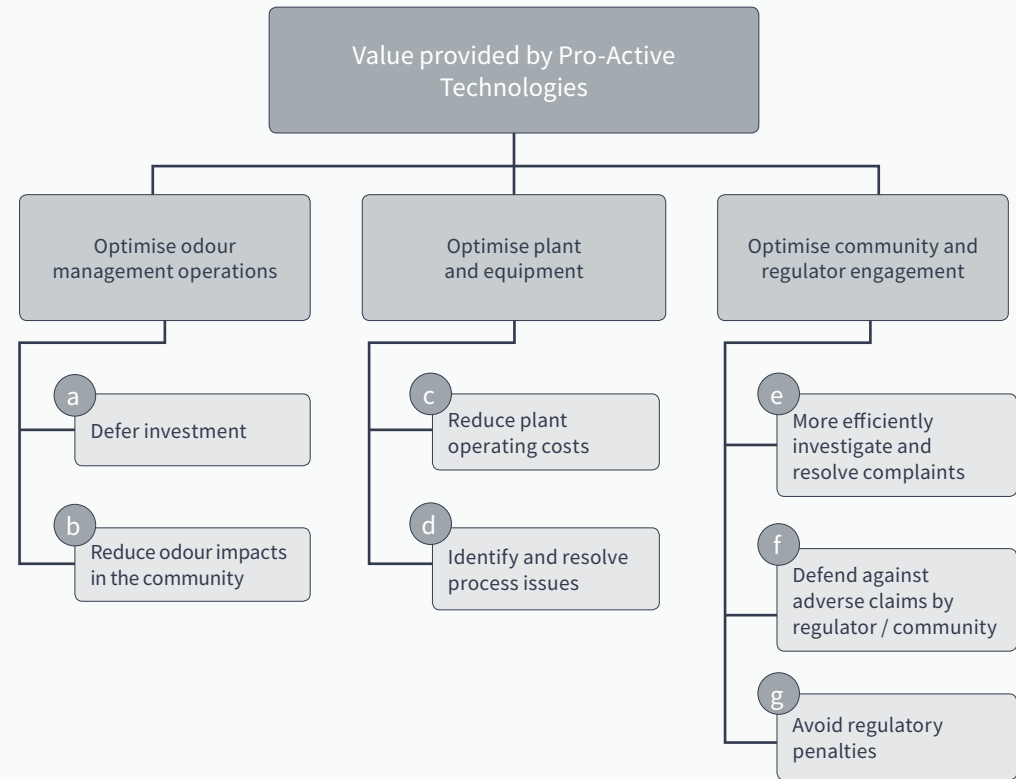 Value provided by Pro-Active
Technologies
Optimise odour
management operations
Optimise plant
and equipment
Optimise community and
regulator engagement
a
Defer investment
b
Reduce odour impacts
in the community
c
Reduce plant
operating costs
d
Identify and resolve
process issues
e
More efficiently
investigate and
resolve complaints
f
Defend against
adverse claims by
regulator / community
g
Avoid regulatory
penalties